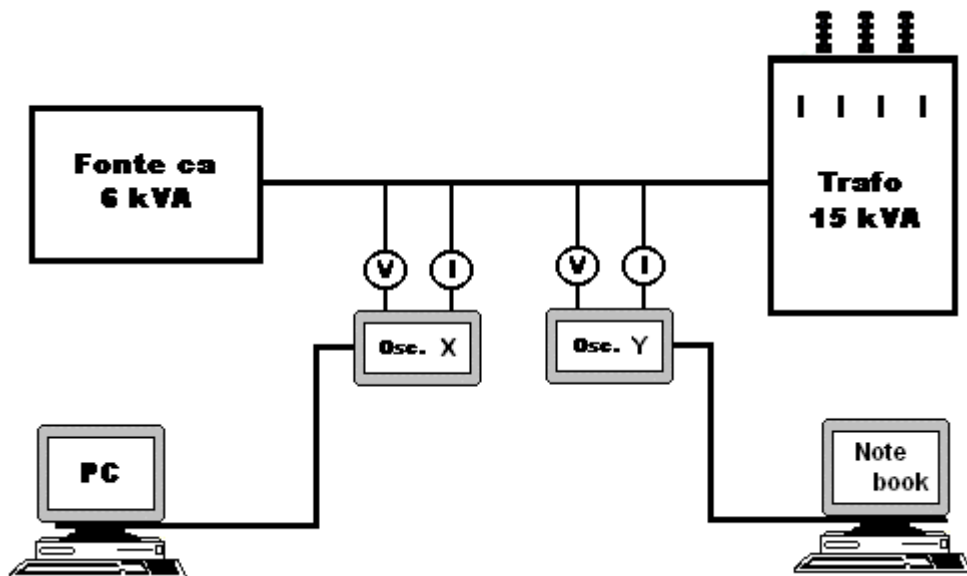 Fonte ca
6 kVA
I I I I
Trafo
15 kVA
V I V I
Osc. X
Osc. Y
PC
Note
book